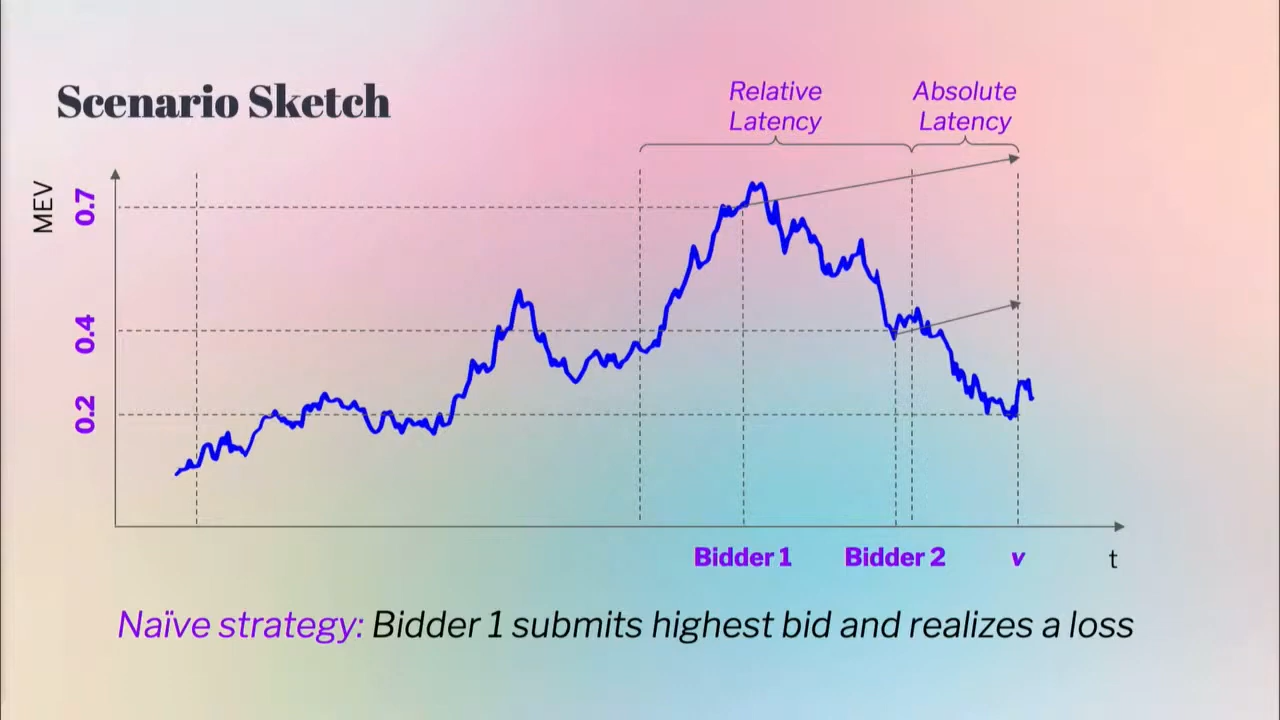 Scenario Sketch
Relative
Latency
Absolute
Latency
MEV
0.7
0.4
0.2
Bidder 1
Bidder 2
v
t
Naïve strategy: Bidder 1 submits highest bid and realizes a loss